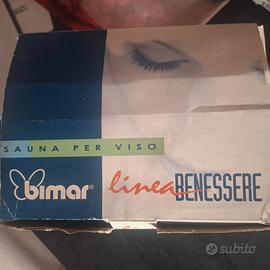 SAUNA PER VISO
bimar® linea BENESSERE
subito